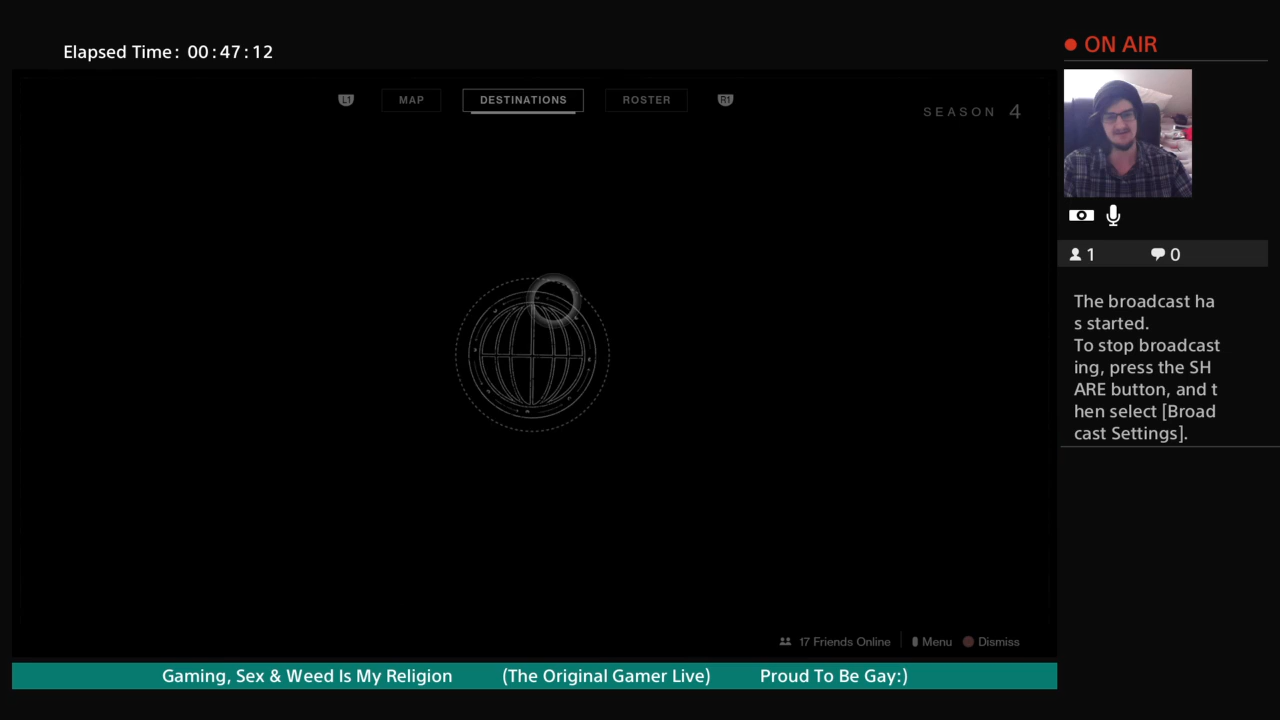 Elapsed Time: 00:47:12
ON AIR
L1 MAP DESTINATIONS ROSTER R1
SEASON 4
1 0
The broadcast ha
s started.
To stop broadcast
ing, press the SH
ARE button, and t
hen select [Broad
cast Settings].
17 Friends Online Menu Dismiss
Gaming, Sex & Weed Is My Religion (The Original Gamer Live) Proud To Be Gay:)